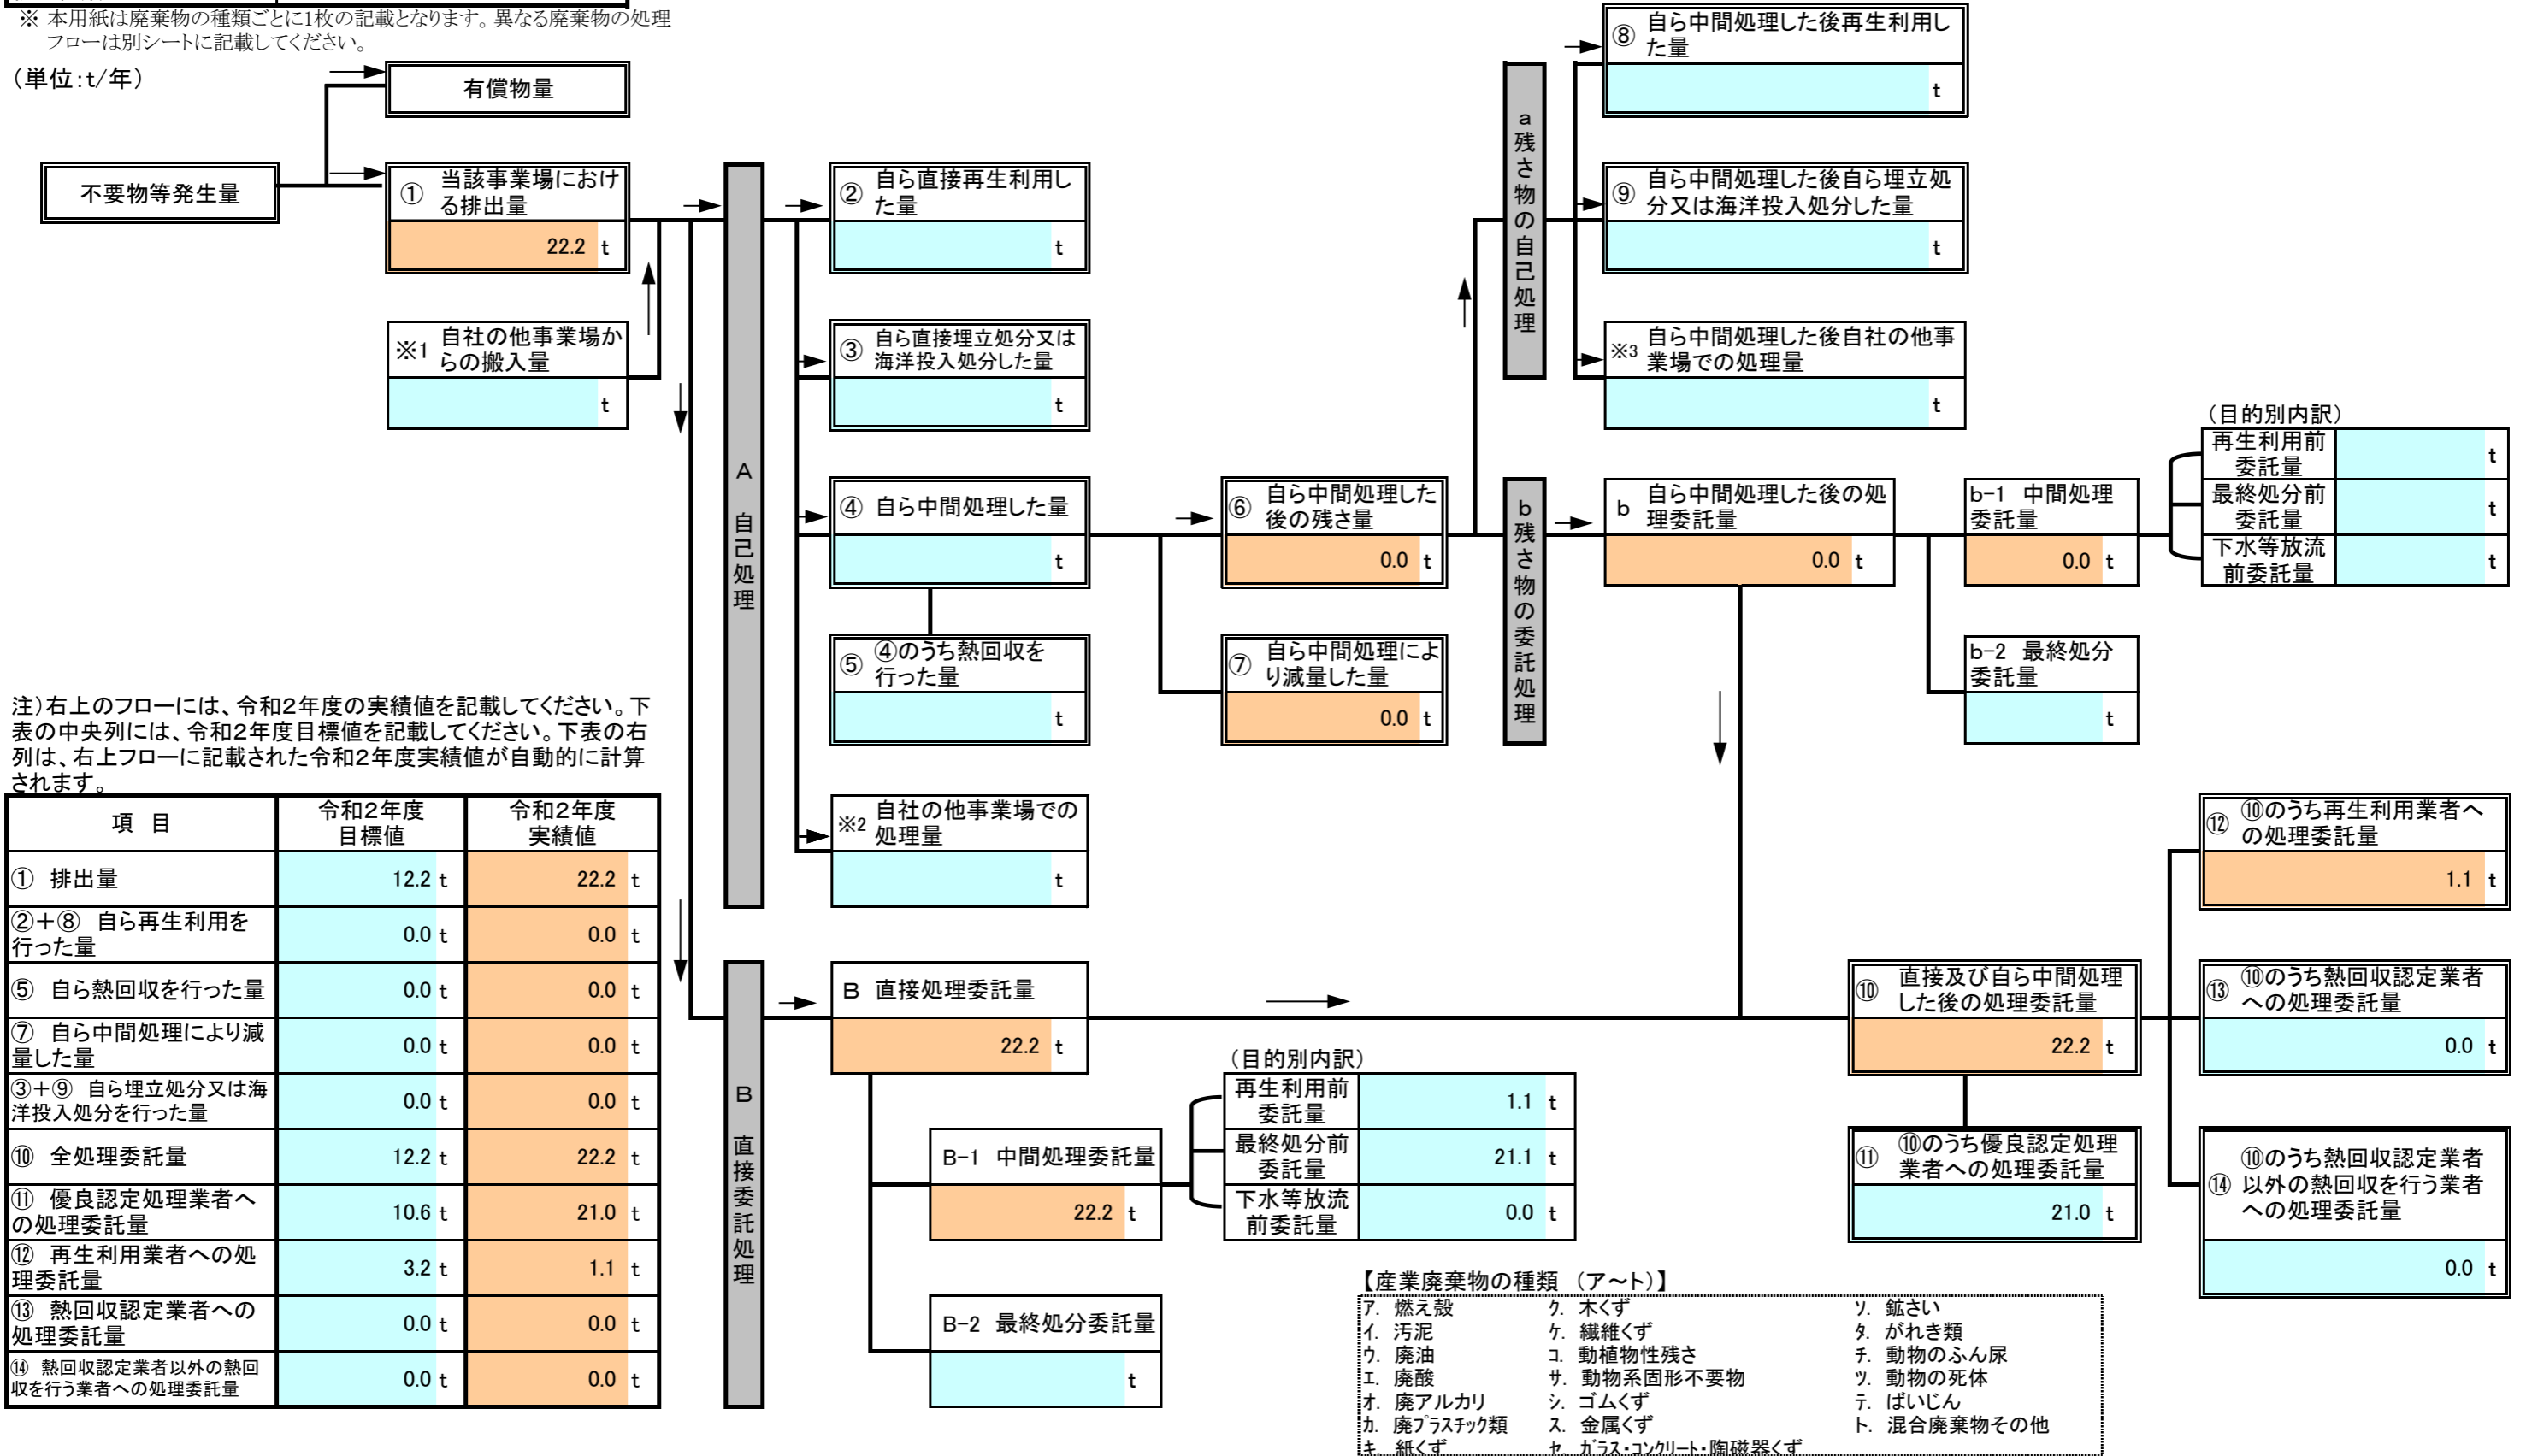 ※ 本用紙は廃棄物の種類ごとに1枚の記載となります。異なる廃棄物の処理
フローは別シートに記載してください。
(単位:t/年)
有償物量
不要物等発生量
① 当該事業場におけ
る排出量
22.2 t
※1 自社の他事業場か
らの搬入量
t
A 自己処理
② 自ら直接再生利用し
た量
t
③ 自ら直接埋立処分又は
海洋投入処分した量
t
④ 自ら中間処理した量
t
⑤ ④のうち熱回収を
行った量
t
※2 自社の他事業場での
処理量
t
⑥ 自ら中間処理した
後の残さ量
0.0 t
⑦ 自ら中間処理によ
り減量した量
0.0 t
a残さ物の自己処理
⑧ 自ら中間処理した後再生利用し
た量
t
⑨ 自ら中間処理した後自ら埋立処
分又は海洋投入処分した量
t
※3 自ら中間処理した後自社の他事
業場での処理量
t
b残さ物の委託処理
b 自ら中間処理した後の処
理委託量
0.0 t
b-1 中間処理
委託量
0.0 t
b-2 最終処分
委託量
t
(目的別内訳)
再生利用前
委託量
t
最終処分前
委託量
t
下水等放流
前委託量
t
注)右上のフローには、令和2年度の実績値を記載してください。下
表の中央列には、令和2年度目標値を記載してください。下表の右
列は、右上フローに記載された令和2年度実績値が自動的に計算
されます。
項 目 令和2年度
目標値 令和2年度
実績値
① 排出量 12.2 t 22.2 t
②+⑧ 自ら再生利用を
行った量 0.0 t 0.0 t
⑤ 自ら熱回収を行った量 0.0 t 0.0 t
⑦ 自ら中間処理により減
量した量 0.0 t 0.0 t
③+⑨ 自ら埋立処分又は海
洋投入処分を行った量 0.0 t 0.0 t
⑩ 全処理委託量 12.2 t 22.2 t
⑪ 優良認定処理業者へ
の処理委託量 10.6 t 21.0 t
⑫ 再生利用業者への処
理委託量 3.2 t 1.1 t
⑬ 熱回収認定業者への
処理委託量 0.0 t 0.0 t
⑭ 熱回収認定業者以外の熱回
収を行う業者への処理委託量 0.0 t 0.0 t
B 直接委託処理
B 直接処理委託量
22.2 t
B-1 中間処理委託量
22.2 t
B-2 最終処分委託量
t
(目的別内訳)
再生利用前
委託量
1.1 t
最終処分前
委託量
21.1 t
下水等放流
前委託量
0.0 t
⑩ 直接及び自ら中間処理
した後の処理委託量
22.2 t
⑪ ⑩のうち優良認定処理
業者への処理委託量
21.0 t
⑫ ⑩のうち再生利用業者へ
の処理委託量
1.1 t
⑬ ⑩のうち熱回収認定業者
への処理委託量
0.0 t
⑭ ⑩のうち熱回収認定業者
以外の熱回収を行う業者
への処理委託量
0.0 t
【産業廃棄物の種類 (ア~ト)】
ア. 燃え殻 ク. 木くず ソ. 鉱さい
イ. 汚泥 ケ. 繊維くず タ. がれき類
ウ. 廃油 コ. 動植物性残さ チ. 動物のふん尿
エ. 廃酸 サ. 動物系固形不要物 ツ. 動物の死体
オ. 廃アルカリ シ. ゴムくず テ. ばいじん
カ. 廃プラスチック類 ス. 金属くず ト. 混合廃棄物その他
キ. 紙くず セ. ガラス・コンクリート・陶磁器くず